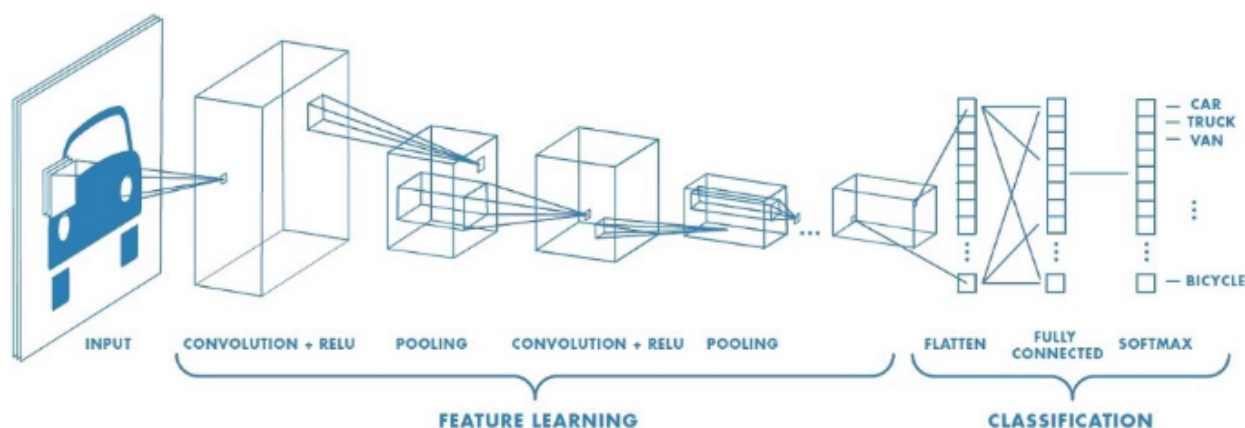 CAR
TRUCK
VAN
BICYCLE
INPUT
CONVOLUTION + RELU
POOLING
CONVOLUTION + RELU
POOLING
FLATTEN
FULLY
CONNECTED
SOFTMAX
FEATURE LEARNING
CLASSIFICATION